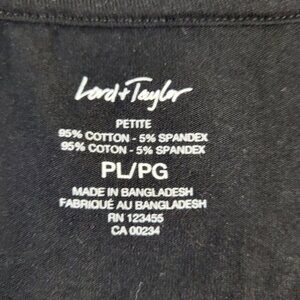 Lord + Taylor
PETITE
95% COTTON - 5% SPANDEX
95% COTON - 5% SPANDEX
PL/PG
MADE IN BANGLADESH
FABRIQUÉ AU BANGLADESH
RN 123455
CA 00234